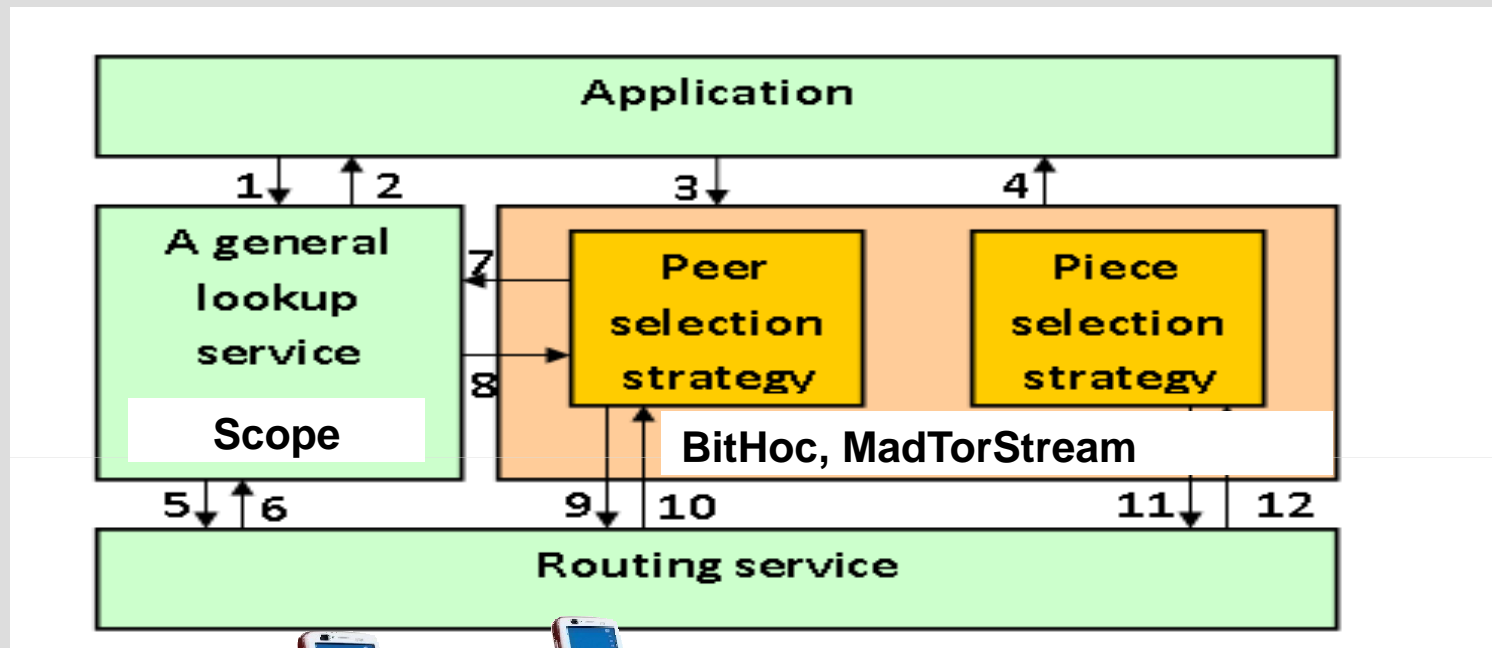 Application
1 2 3 4
A general
lookup
service
Scope
7
8
Peer
selection
strategy
Piece
selection
strategy
BitHoc, MadTorStream
5 6 9 10 11 12
Routing service